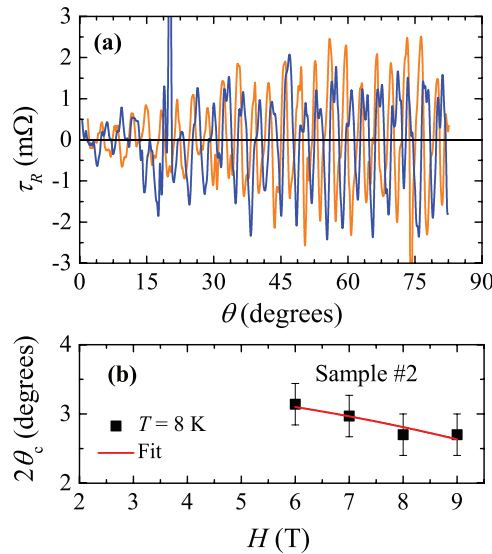 (a)
3
2
1
0
-1
-2
-3
τR (mΩ)
0 15 30 45 60 75 90
θ (degrees)
(b)
Sample #2
4
3
2
2θc (degrees)
T = 8 K
Fit
2 3 4 5 6 7 8 9
H (T)